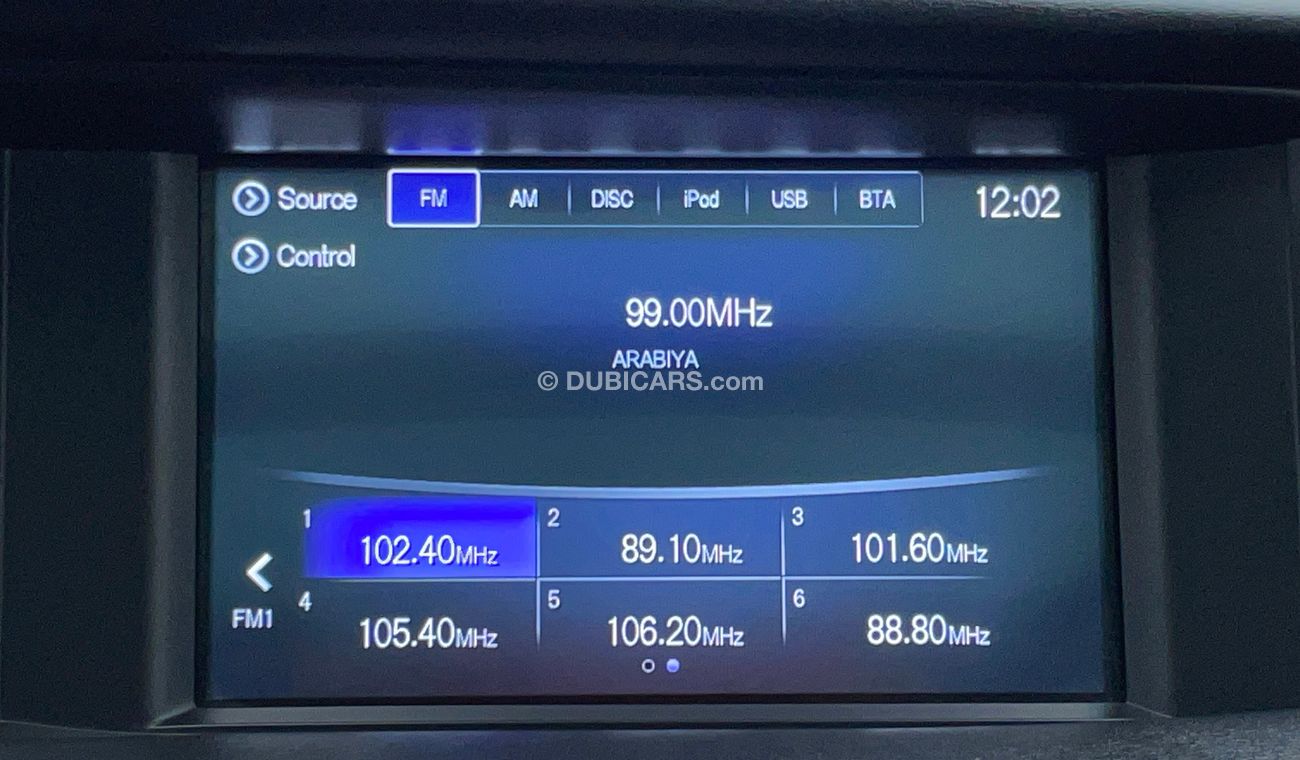 Source FM AM DISC iPod USB BTA 12:02
Control
99.00MHz
ARABIYA
© DUBICARS.com
1 102.40MHz 2 89.10MHz 3 101.60MHz
FM1
4 105.40MHz 5 106.20MHz 6 88.80MHz